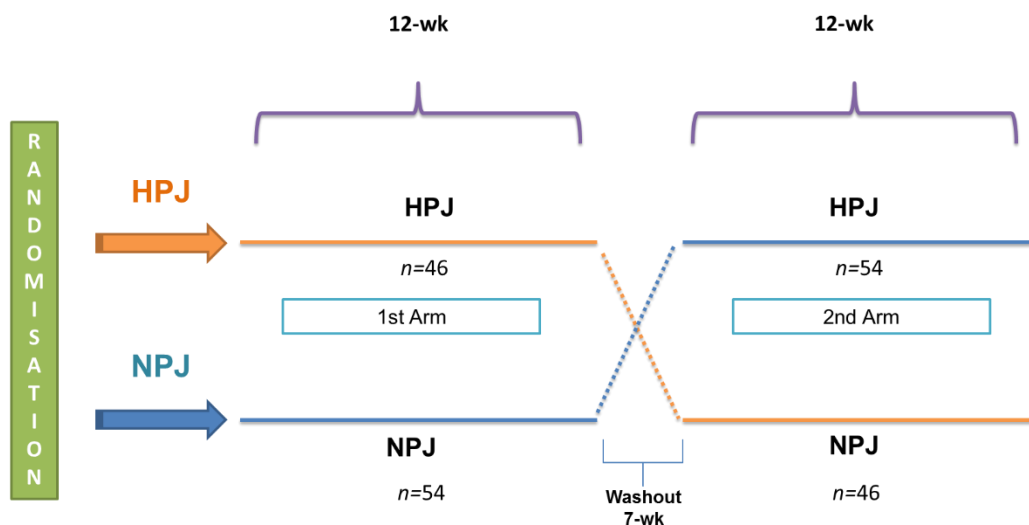 12-wk
12-wk
RANDOMISATION
HPJ
HPJ
HPJ
n=46
n=54
1st Arm
2nd Arm
NPJ
NPJ
NPJ
n=54
n=46
Washout
7-wk